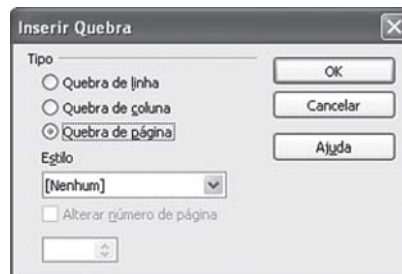 Inserir Quebra
Tipo
Quebra de linha
Quebra de coluna
Quebra de página
Estilo
[Nenhum]
Alterar número de página
OK
Cancelar
Ajuda